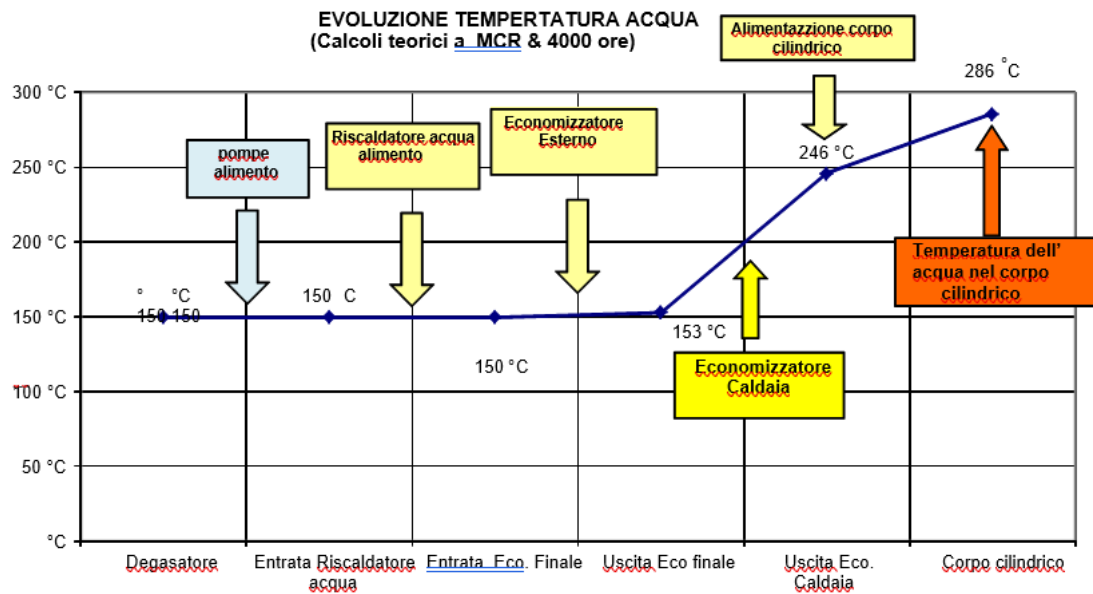 EVOLUZIONE TEMPERTATURA ACQUA
(Calcoli teorici a MCR & 4000 ore)
Alimentazzione corpo
cilindrico
286 °C
300 °C
Riscaldatore acqua
alimento
Economizzatore
Esterno
pompe
alimento
250 °C
246 °C
200 °C
Temperatura dell'
acqua nel corpo
cilindrico
° °C
150 150
150 C
150 °C
153 °C
150 °C
Economizzatore
Caldaia
100 °C
50 °C
°C
Degasatore
Entrata Riscaldatore
acqua
Entrata Eco. Finale
Uscita Eco finale
Uscita Eco.
Caldaia
Corpo cilindrico